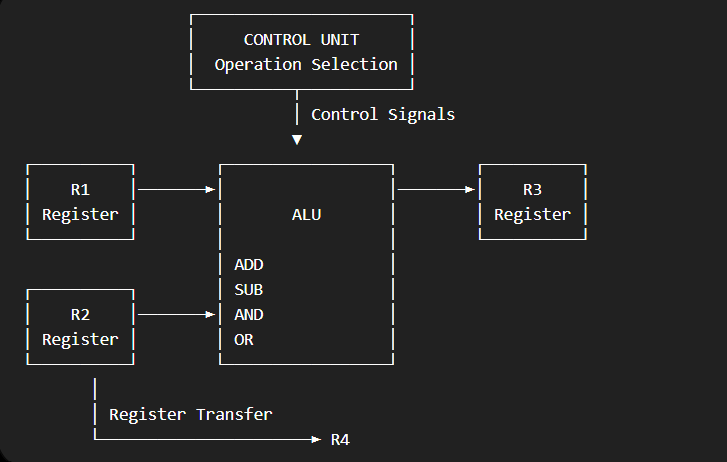 CONTROL UNIT
Operation Selection
Control Signals
R1
Register
ALU
R3
Register
ADD
SUB
AND
OR
R2
Register
Register Transfer
R4